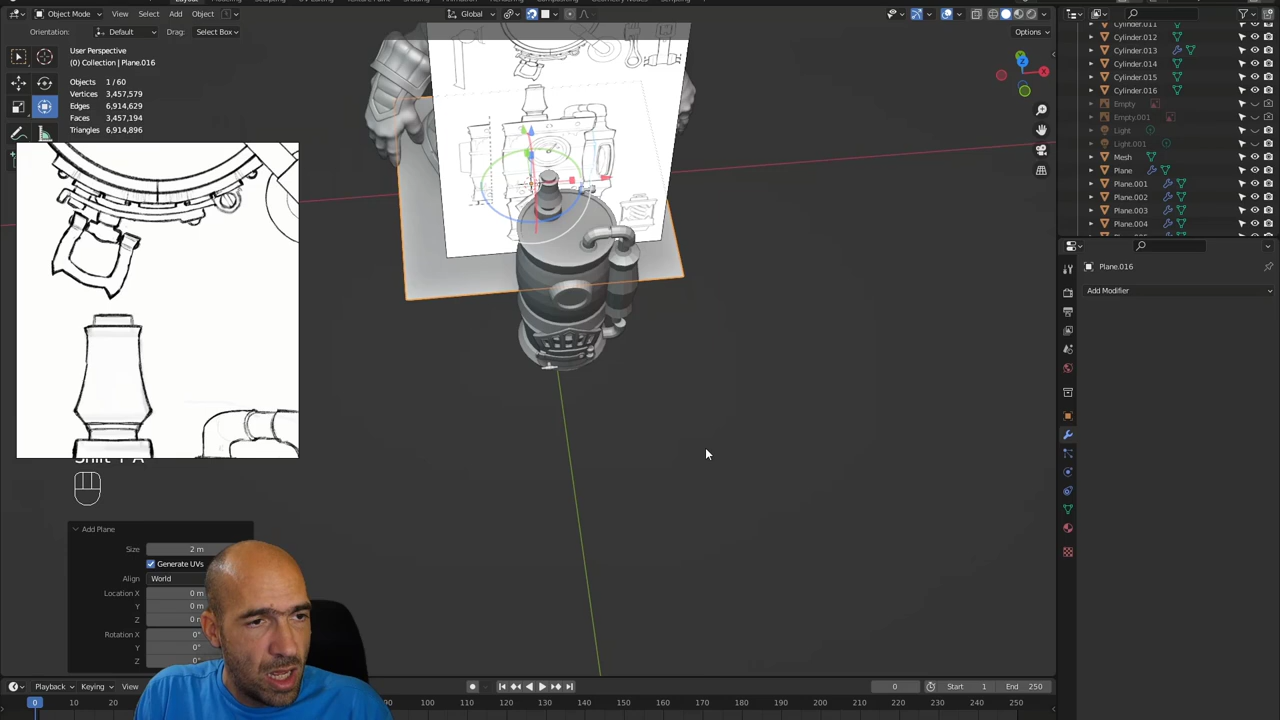 Object Mode View Select Add Object Global
Orientation: Default Drag: Select Box Options
User Perspective
(0) Collection | Plane.016
Objects 1 / 60
Vertices 3,457,579
Edges 6,914,629
Faces 3,457,194
Triangles 6,914,896
Cylinder.011
Cylinder.012
Cylinder.013
Cylinder.014
Cylinder.015
Cylinder.016
Empty
Empty.001
Light
Light.001
Mesh
Plane
Plane.001
Plane.002
Plane.003
Plane.004
Plane.016
Add Modifier
Add Plane
Size 2 m
Generate UVs
Align World
Location X 0 m
Y 0 m
Z
Rotation X 0°
Y 0°
Z 0°
Playback Keying View 0 Start 1 End 250
0 10 20 100 110 120 130 140 150 160 170 180 190 200 210 220 230 240 250